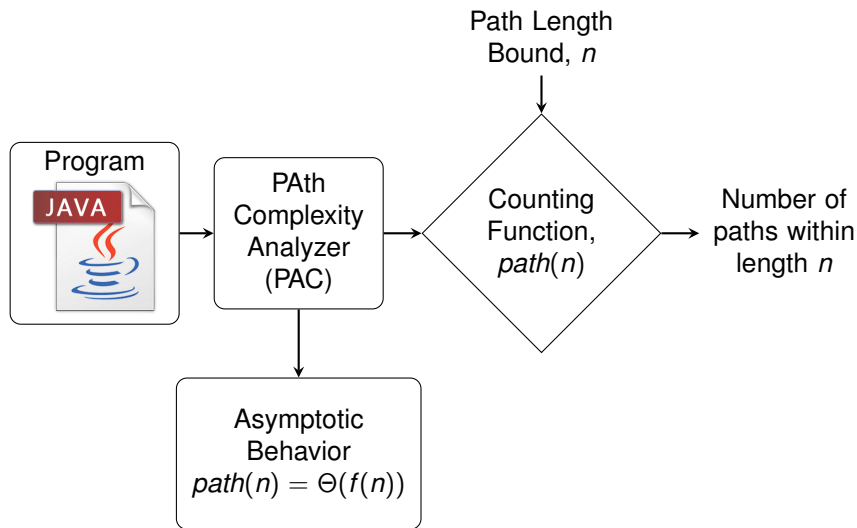 Path Length
Bound, n
Program
JAVA
PAth
Complexity
Analyzer
(PAC)
Counting
Function,
path(n)
Number of
paths within
length n
Asymptotic
Behavior
path(n) = Θ(f(n))